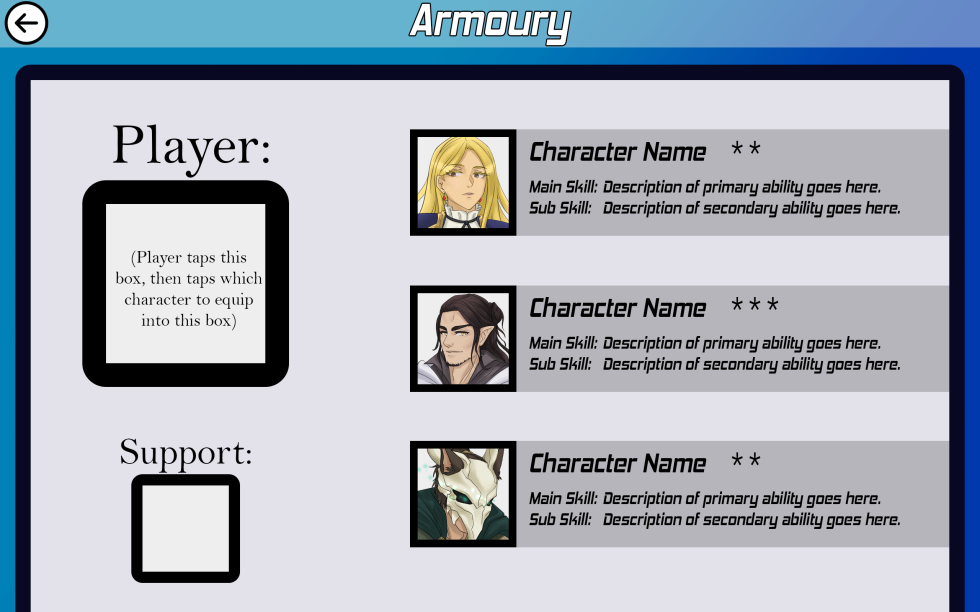 Armoury
Player:
(Player taps this
box, then taps which
character to equip
into this box)
Support:
Character Name **
Main Skill: Description of primary ability goes here.
Sub Skill: Description of secondary ability goes here.
Character Name ***
Main Skill: Description of primary ability goes here.
Sub Skill: Description of secondary ability goes here.
Character Name **
Main Skill: Description of primary ability goes here.
Sub Skill: Description of secondary ability goes here.